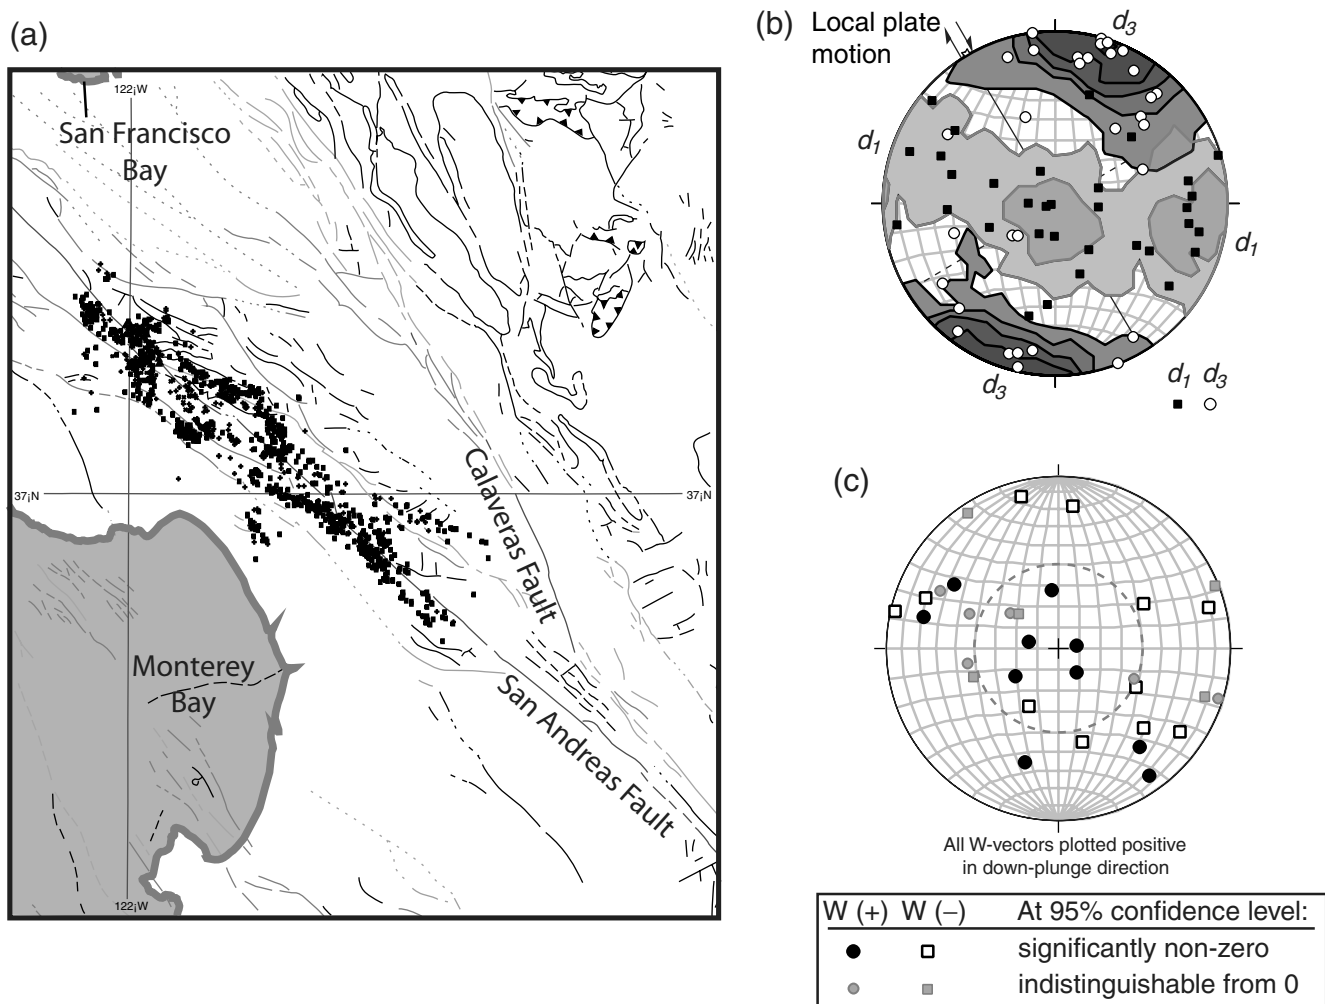 (a)
122¡W
San Francisco
Bay
37¡N
37¡N
Calaveras Fault
Monterey
Bay
San Andreas Fault
122¡W
(b)
Local plate
motion
d3
d1
d1
d3
d1 d3
(c)
All W-vectors plotted positive
in down-plunge direction
W (+) W (–) At 95% confidence level:
significantly non-zero
indistinguishable from 0